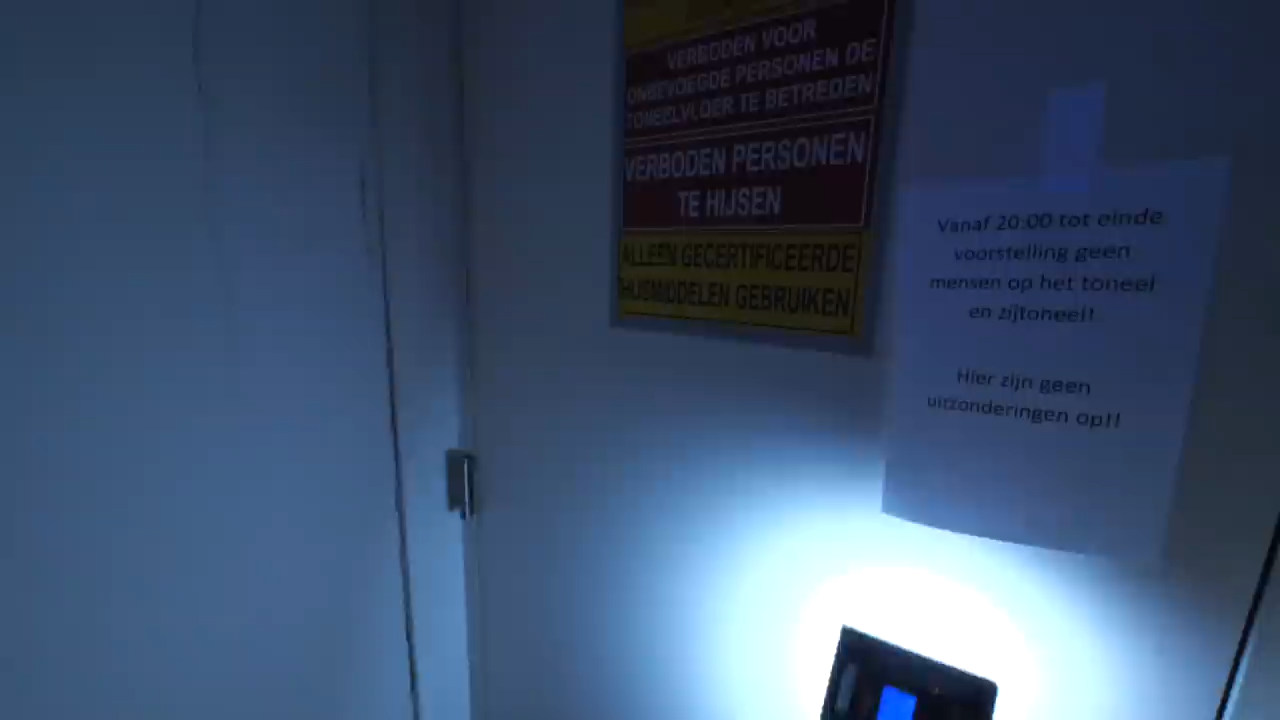 VERBODEN VOOR
ONBEVOEGDE PERSONEN DE
TONEELVLOER TE BETREDEN
VERBODEN PERSONEN
TE HIJSEN
ALLEEN GECERTIFICEERDE
HIJSMIDDELEN GEBRUIKEN
Vanaf 20:00 tot einde
voorstelling geen
mensen op het toneel
en zijtoneel!
Hier zijn geen
uitzonderingen op!!